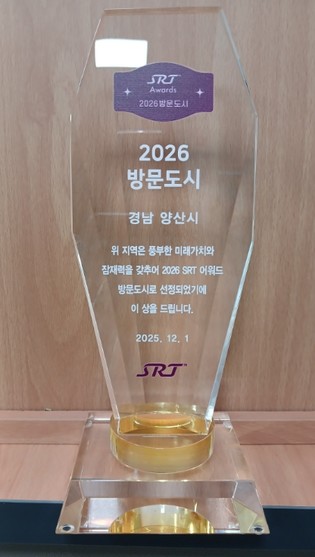 SRT
Awards
2026방문도시
2026
방문도시
경남 양산시
위 지역은 풍부한 미래가치와
잠재력을 갖추어 2026 SRT 어워드
방문도시로 선정되었기에
이 상을 드립니다.
2025. 12. 1
SRT